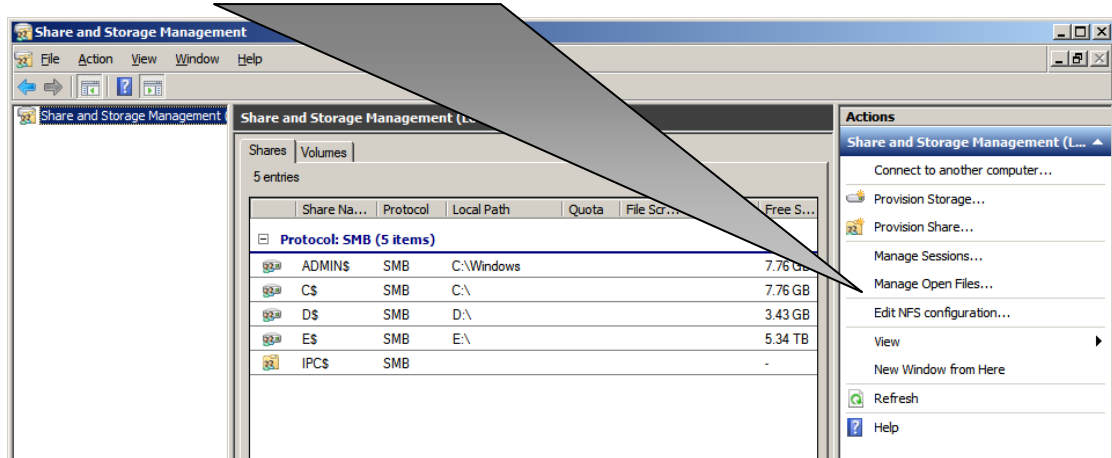 Share and Storage Management
File Action View Window Help
Share and Storage Management (
Share and Storage Management (L
Shares Volumes
5 entries
Share Na... Protocol Local Path Quota File Scr... Free S...
Protocol: SMB (5 items)
ADMIN$ SMB C:\Windows 7.76 GB
C$ SMB C:\ 7.76 GB
D$ SMB D:\ 3.43 GB
E$ SMB E:\ 5.34 TB
IPC$ SMB -
Actions
Share and Storage Management (L...
Connect to another computer...
Provision Storage...
Provision Share...
Manage Sessions...
Manage Open Files...
Edit NFS configuration...
View
New Window from Here
Refresh
Help